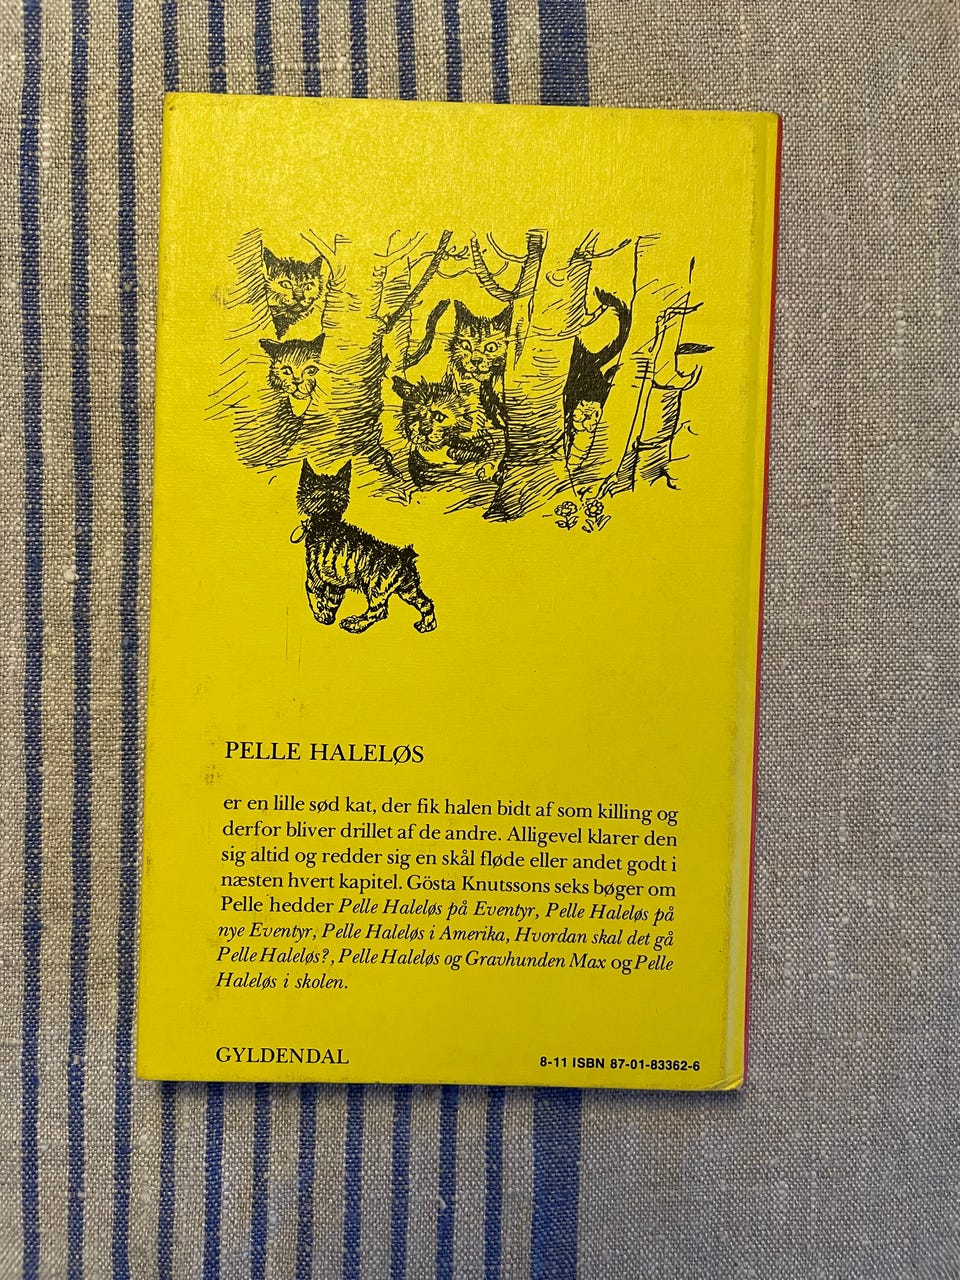 PELLE HALELØS
er en lille sød kat, der fik halen bidt af som killing og
derfor bliver drillet af de andre. Alligevel klarer den
sig altid og redder sig en skål fløde eller andet godt i
næsten hvert kapitel. Gösta Knutssons seks bøger om
Pelle hedder Pelle Haleløs på Eventyr, Pelle Haleløs på
nye Eventyr, Pelle Haleløs i Amerika, Hvordan skal det gå
Pelle Haleløs?, Pelle Haleløs og Gravhunden Max og Pelle
Haleløs i skolen.
GYLDENDAL
8-11 ISBN 87-01-83362-6